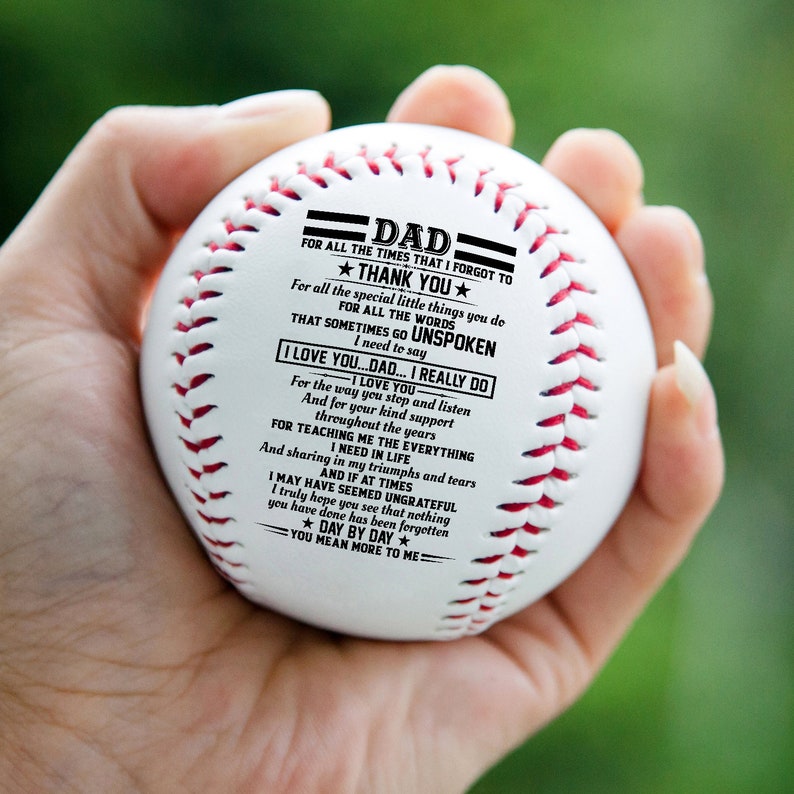 DAD
FOR ALL THE TIMES THAT I FORGOT TO
THANK YOU
For all the special little things you do
FOR ALL THE WORDS
THAT SOMETIMES GO UNSPOKEN
I need to say
I LOVE YOU...DAD... I REALLY DO
I LOVE YOU
For the way you stop and listen
And for your kind support
throughout the years
FOR TEACHING ME THE EVERYTHING
I NEED IN LIFE
And sharing in my triumphs and tears
AND IF AT TIMES
I MAY HAVE SEEMED UNGRATEFUL
I truly hope you see that nothing
you have done has been forgotten
DAY BY DAY
YOU MEAN MORE TO ME